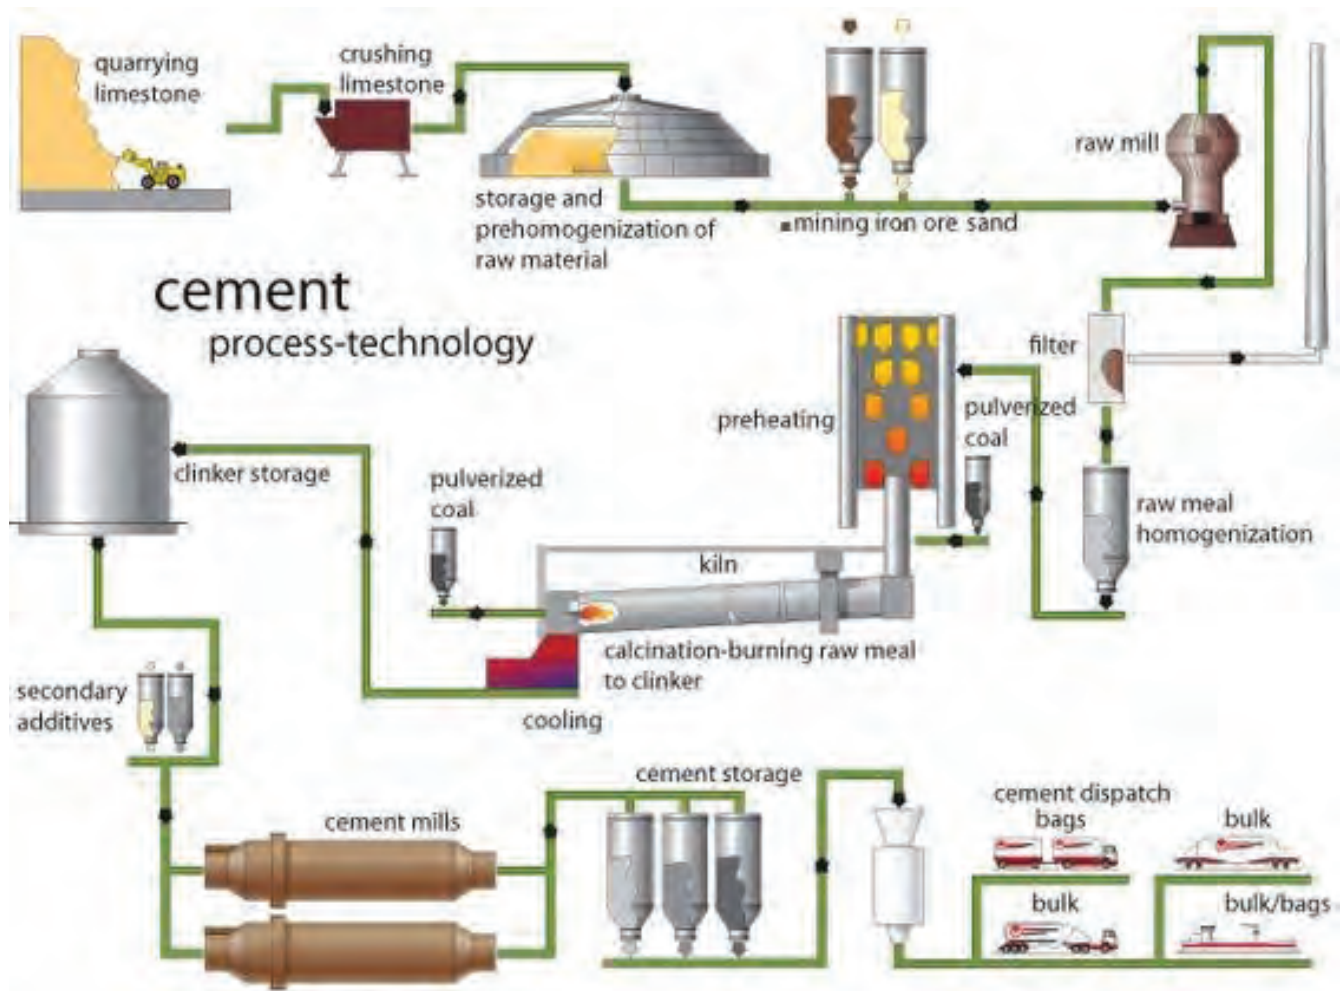 quarrying
limestone
crushing
limestone
storage and
prehomogenization of
raw material
mining iron ore sand
raw mill
cement
process-technology
filter
preheating
pulverized
coal
raw meal
homogenization
clinker storage
pulverized
coal
kiln
calcination-burning raw meal
to clinker
cooling
secondary
additives
cement mills
cement storage
cement dispatch
bags
bulk
bulk
bulk/bags